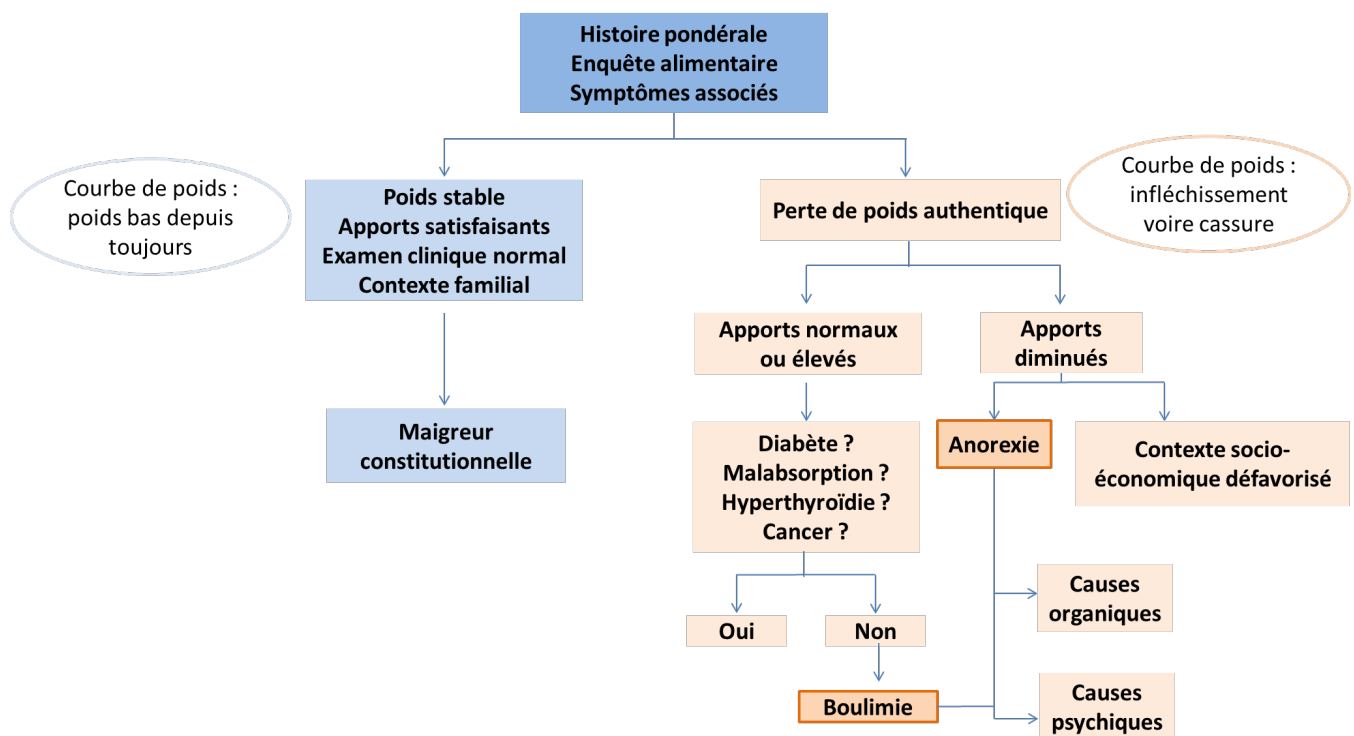 Histoire pondérale
Enquête alimentaire
Symptômes associés
Courbe de poids :
poids bas depuis
toujours
Poids stable
Apports satisfaisants
Examen clinique normal
Contexte familial
Perte de poids authentique
Courbe de poids :
infléchissement
voire cassure
Apports normaux
ou élevés
Apports
diminués
Maigreur
constitutionnelle
Diabète ?
Malabsorption ?
Hyperthyroïdie ?
Cancer ?
Anorexie
Contexte socio-
économique défavorisé
Oui
Non
Causes
organiques
Boulimie
Causes
psychiques